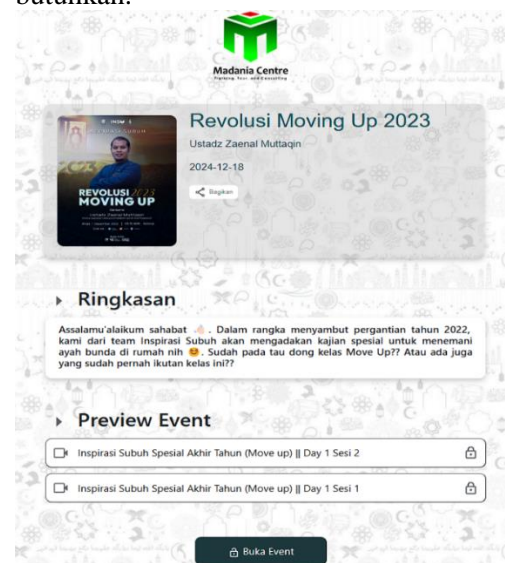 butuhkan.
Madania Centre
Revolusi Moving Up 2023
Ustadz Zaenal Muttaqin
2024-12-18
Bagikan
REVOLUSI 2023
MOVING UP
Ringkasan
Assalamu'alaikum sahabat 🙏🏻. Dalam rangka menyambut pergantian tahun 2022,
kami dari team Inspirasi Subuh akan mengadakan kajian spesial untuk menemani
ayah bunda di rumah nih 😊. Sudah pada tau dong kelas Move Up?? Atau ada juga
yang sudah pernah ikutan kelas ini??
Preview Event
Inspirasi Subuh Spesial Akhir Tahun (Move up) || Day 1 Sesi 2
Inspirasi Subuh Spesial Akhir Tahun (Move up) || Day 1 Sesi 1
Buka Event